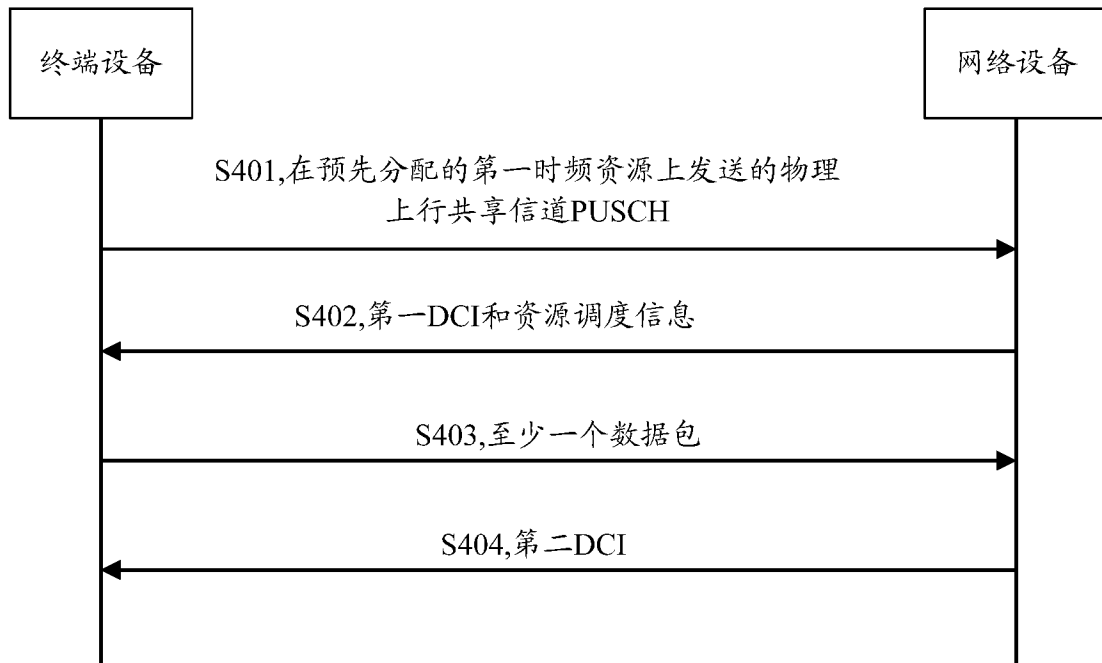 终端设备
网络设备
S401,在预先分配的第一时频资源上发送的物理
上行共享信道PUSCH
S402,第一DCI和资源调度信息
S403,至少一个数据包
S404,第二DCI